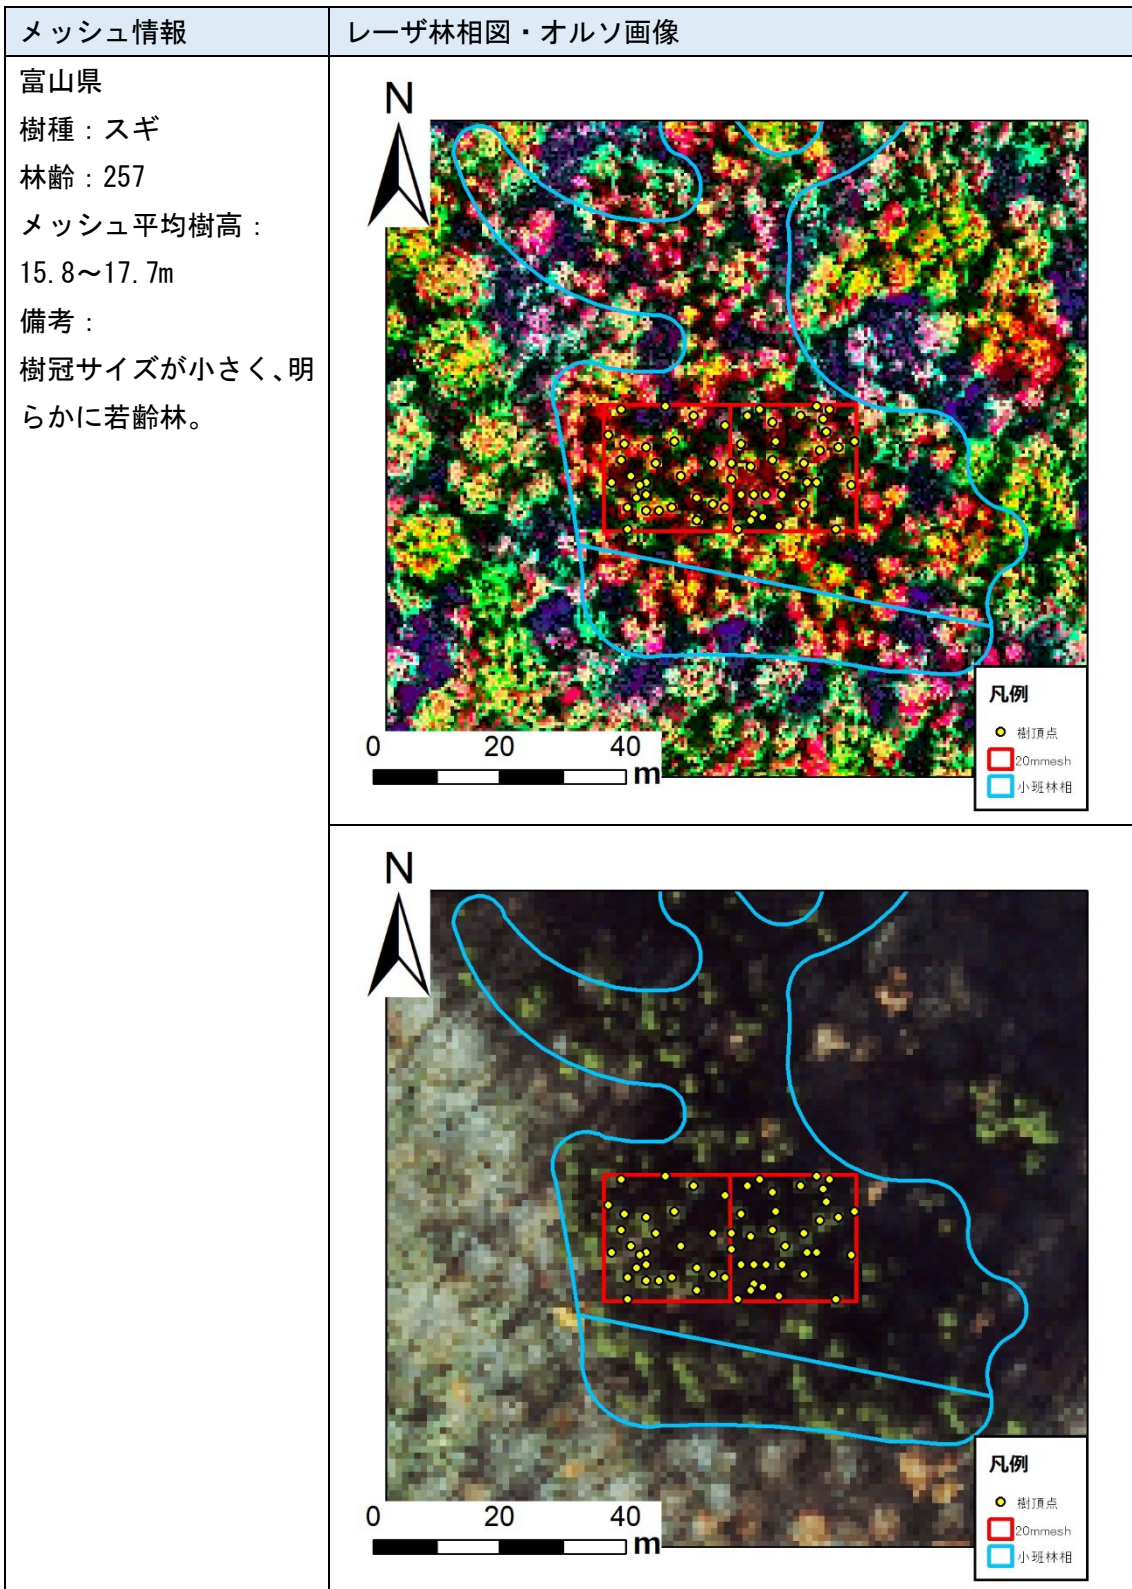 メッシュ情報
レーザ林相図・オルソ画像
富山県
樹種：スギ
林齢：257
メッシュ平均樹高：
15.8～17.7m
備考：
樹冠サイズが小さく、明
らかに若齢林。
N
0 20 40
m
凡例
樹頂点
20mmesh
小班林相
N
0 20 40
m
凡例
樹頂点
20mmesh
小班林相